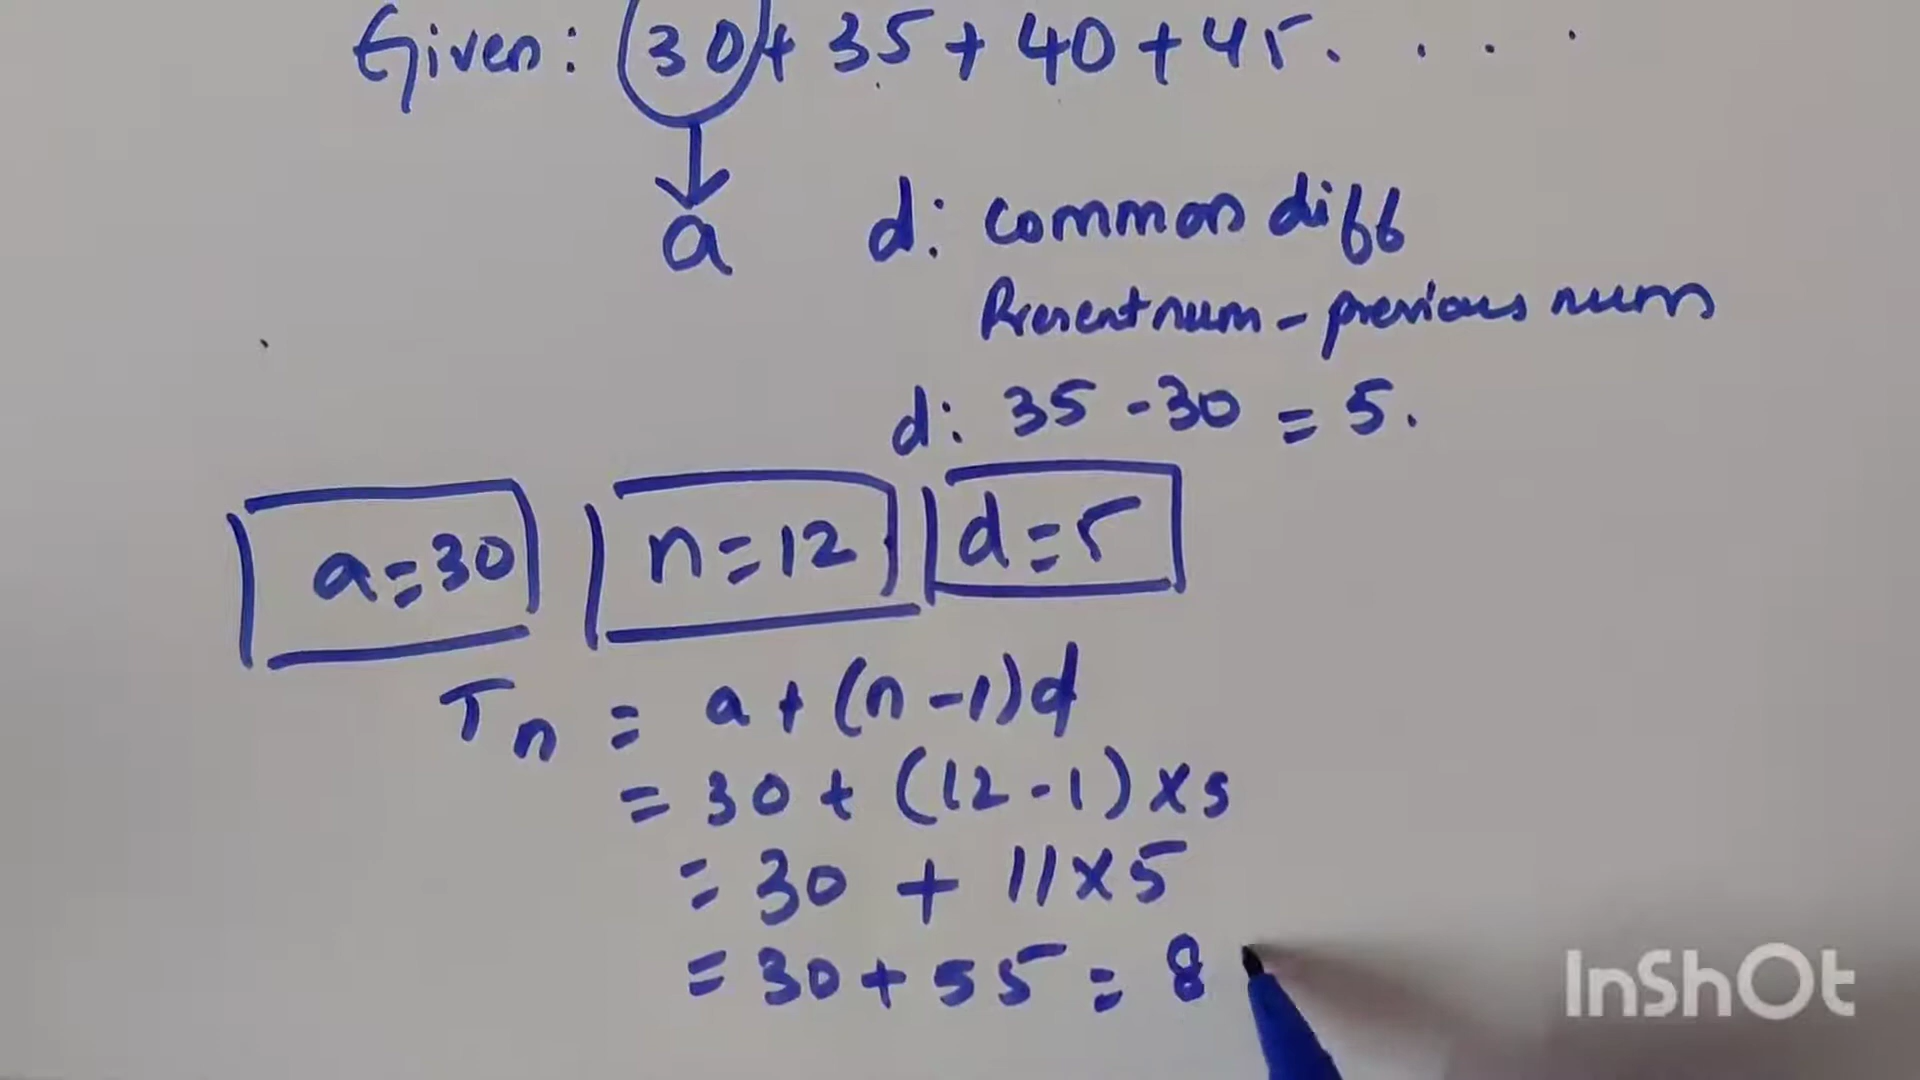 Given: 30 + 35 + 40 + 45. . . .
a
d: common diff
Present num - previous num
d: 35 - 30 = 5.
a = 30 n = 12 d = 5
Tn = a + (n - 1)d
= 30 + (12 - 1) x 5
= 30 + 11 x 5
= 30 + 55 = 8
InShOt